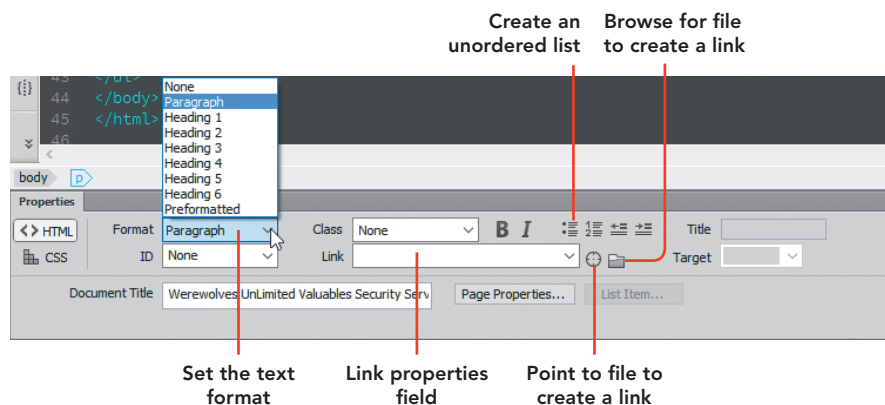 Create an
unordered list
Browse for file
to create a link
43 </ul>
44 </body>
45 </html>
46
None
Paragraph
Heading 1
Heading 2
Heading 3
Heading 4
Heading 5
Heading 6
Preformatted
body p
Properties
<> HTML Format Paragraph Class None B I Title
CSS ID None Link Target
Document Title Werewolves UnLimited Valuables Security Serv Page Properties... List Item...
Set the text
format
Link properties
field
Point to file to
create a link